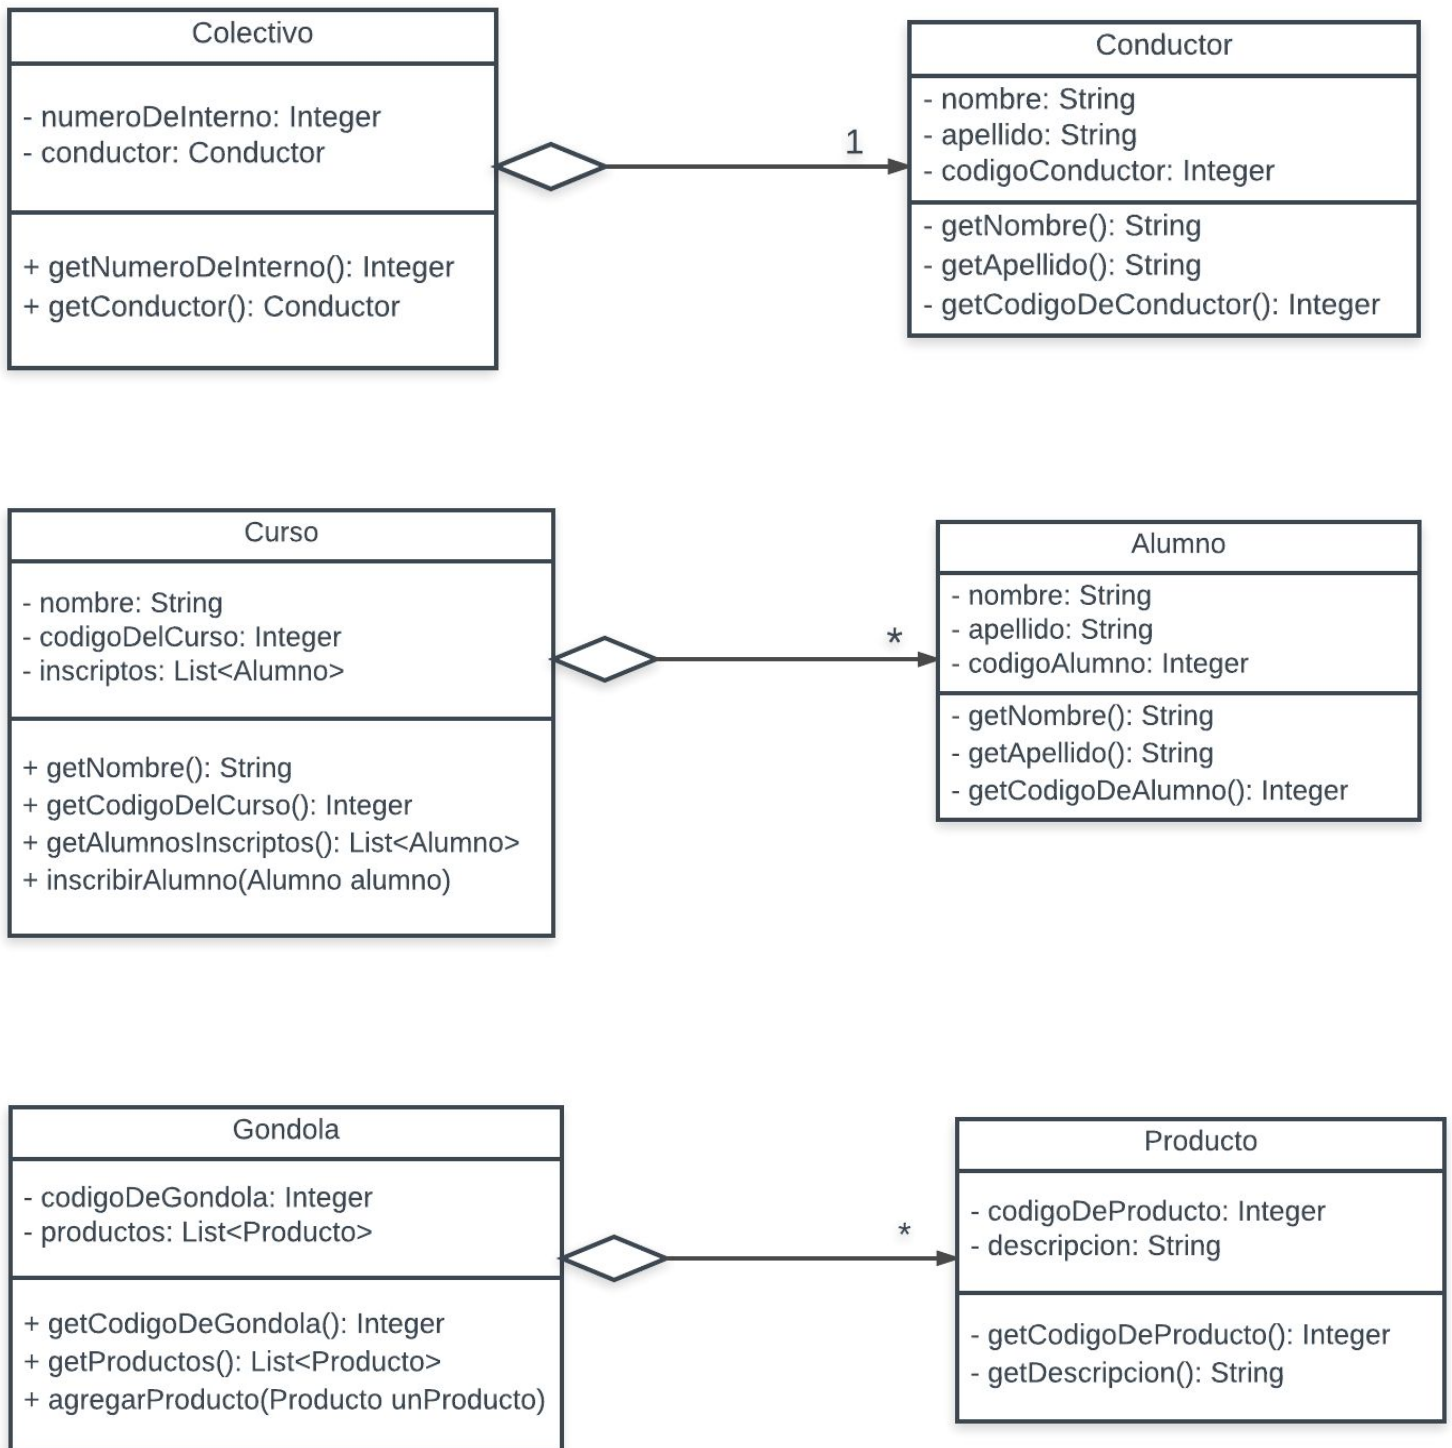 Colectivo
- numeroDeInterno: Integer
- conductor: Conductor
+ getNumeroDeInterno(): Integer
+ getConductor(): Conductor
1
Conductor
- nombre: String
- apellido: String
- codigoConductor: Integer
- getNombre(): String
- getApellido(): String
- getCodigoDeConductor(): Integer
Curso
- nombre: String
- codigoDelCurso: Integer
- inscriptos: List<Alumno>
+ getNombre(): String
+ getCodigoDelCurso(): Integer
+ getAlumnosInscriptos(): List<Alumno>
+ inscribirAlumno(Alumno alumno)
*
Alumno
- nombre: String
- apellido: String
- codigoAlumno: Integer
- getNombre(): String
- getApellido(): String
- getCodigoDeAlumno(): Integer
Gondola
- codigoDeGondola: Integer
- productos: List<Producto>
+ getCodigoDeGondola(): Integer
+ getProductos(): List<Producto>
+ agregarProducto(Producto unProducto)
*
Producto
- codigoDeProducto: Integer
- descripcion: String
- getCodigoDeProducto(): Integer
- getDescripcion(): String